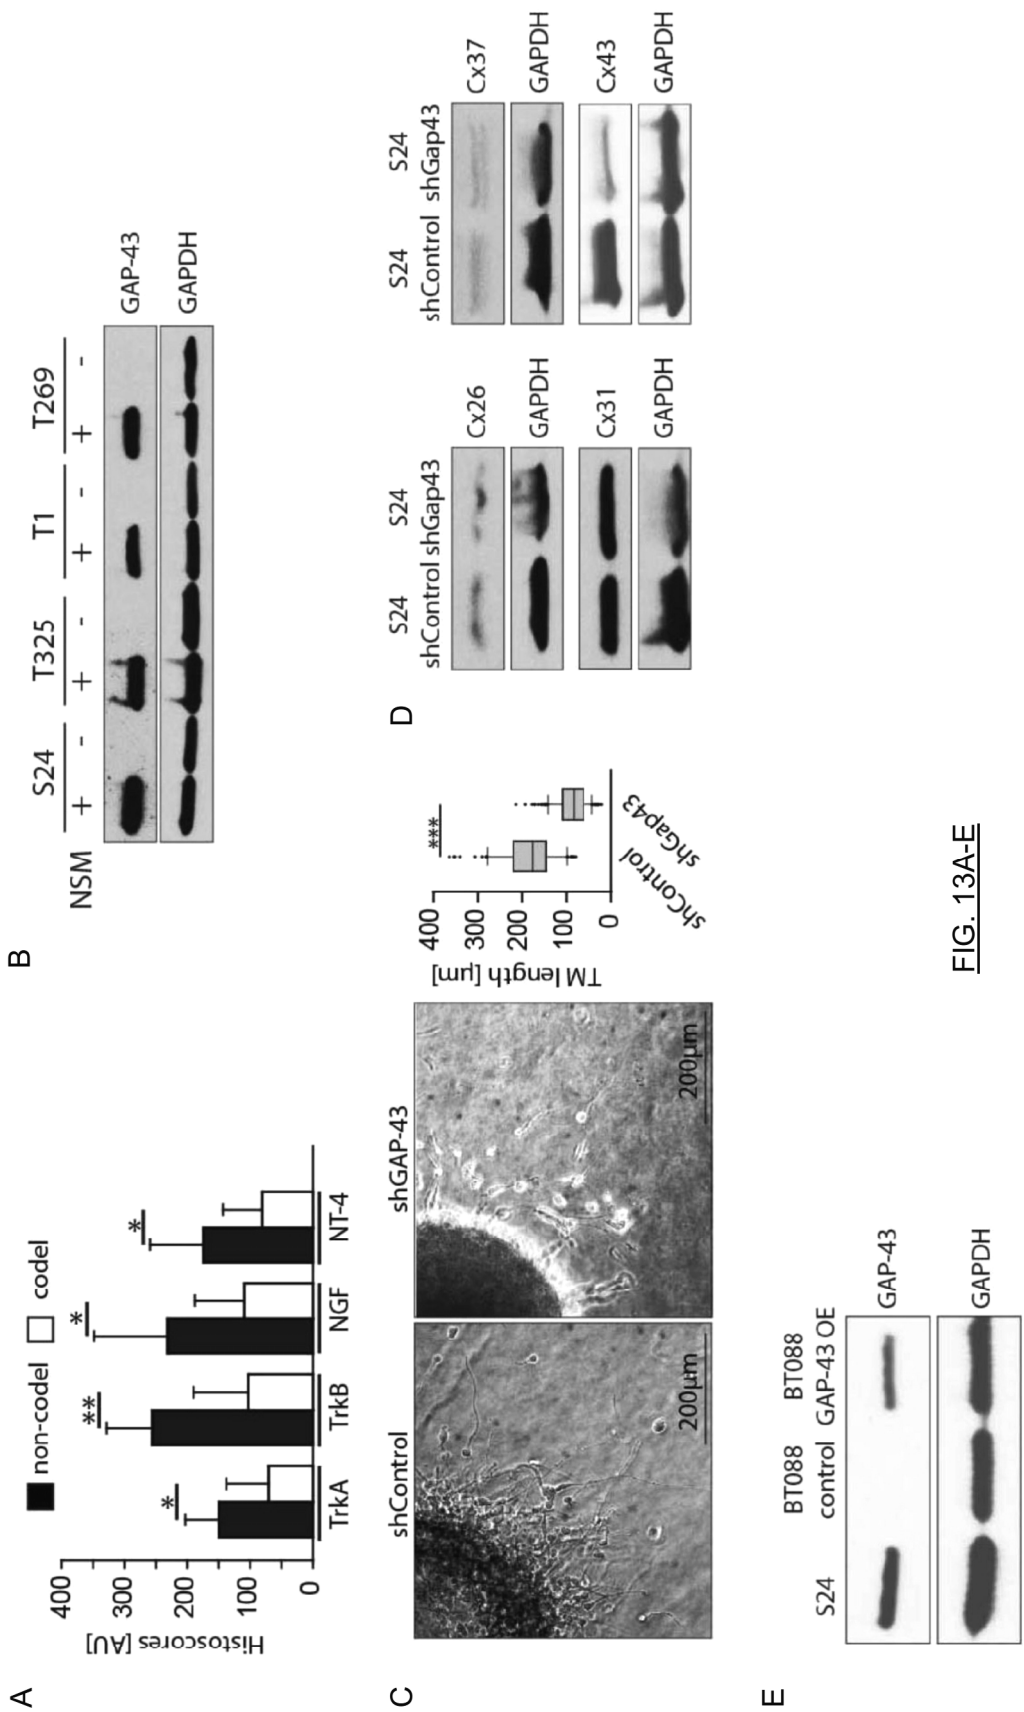 A
non-codel
codel
Histoscores [AU]
400
300
200
100
0
*
**
*
*
TrkA
TrkB
NGF
NT-4
B
NSM
S24
T325
T1
T269
+ - + - + - + -
GAP-43
GAPDH
C
shControl
shGAP-43
200µm
200µm
TM length [µm]
400
300
200
100
0
***
shControl
shGap43
D
S24 S24
shControl shGap43
Cx26
GAPDH
Cx31
GAPDH
S24 S24
shControl shGap43
Cx37
GAPDH
Cx43
GAPDH
E
S24
BT088
control
BT088
GAP-43 OE
GAP-43
GAPDH
FIG. 13A-E